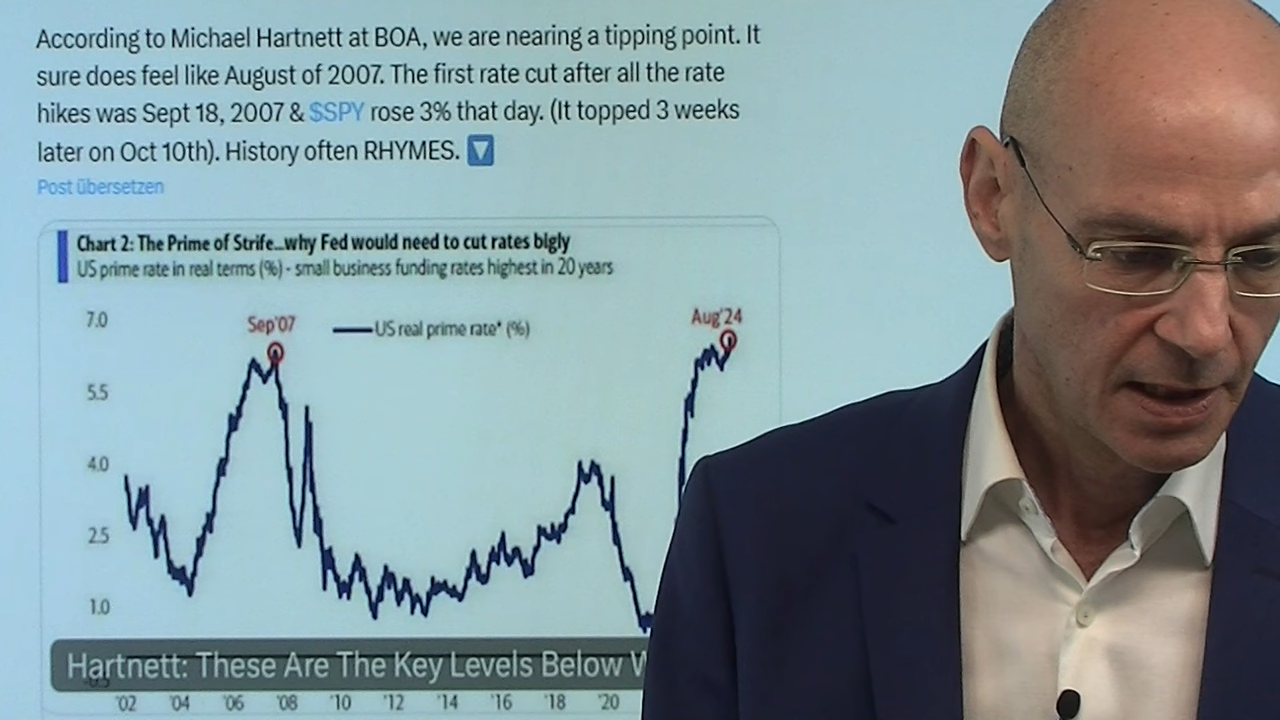 According to Michael Hartnett at BOA, we are nearing a tipping point. It
sure does feel like August of 2007. The first rate cut after all the rate
hikes was Sept 18, 2007 & $SPY rose 3% that day. (It topped 3 weeks
later on Oct 10th). History often RHYMES.
Post übersetzen
Chart 2: The Prime of Strife...why Fed would need to cut rates bigly
US prime rate in real terms (%) - small business funding rates highest in 20 years
7.0
Sep'07
US real prime rate* (%)
Aug'24
5.5
4.0
2.5
1.0
Hartnett: These Are The Key Levels Below W
-0.5
'02 '04 '06 '08 '10 '12 '14 '16 '18 '20